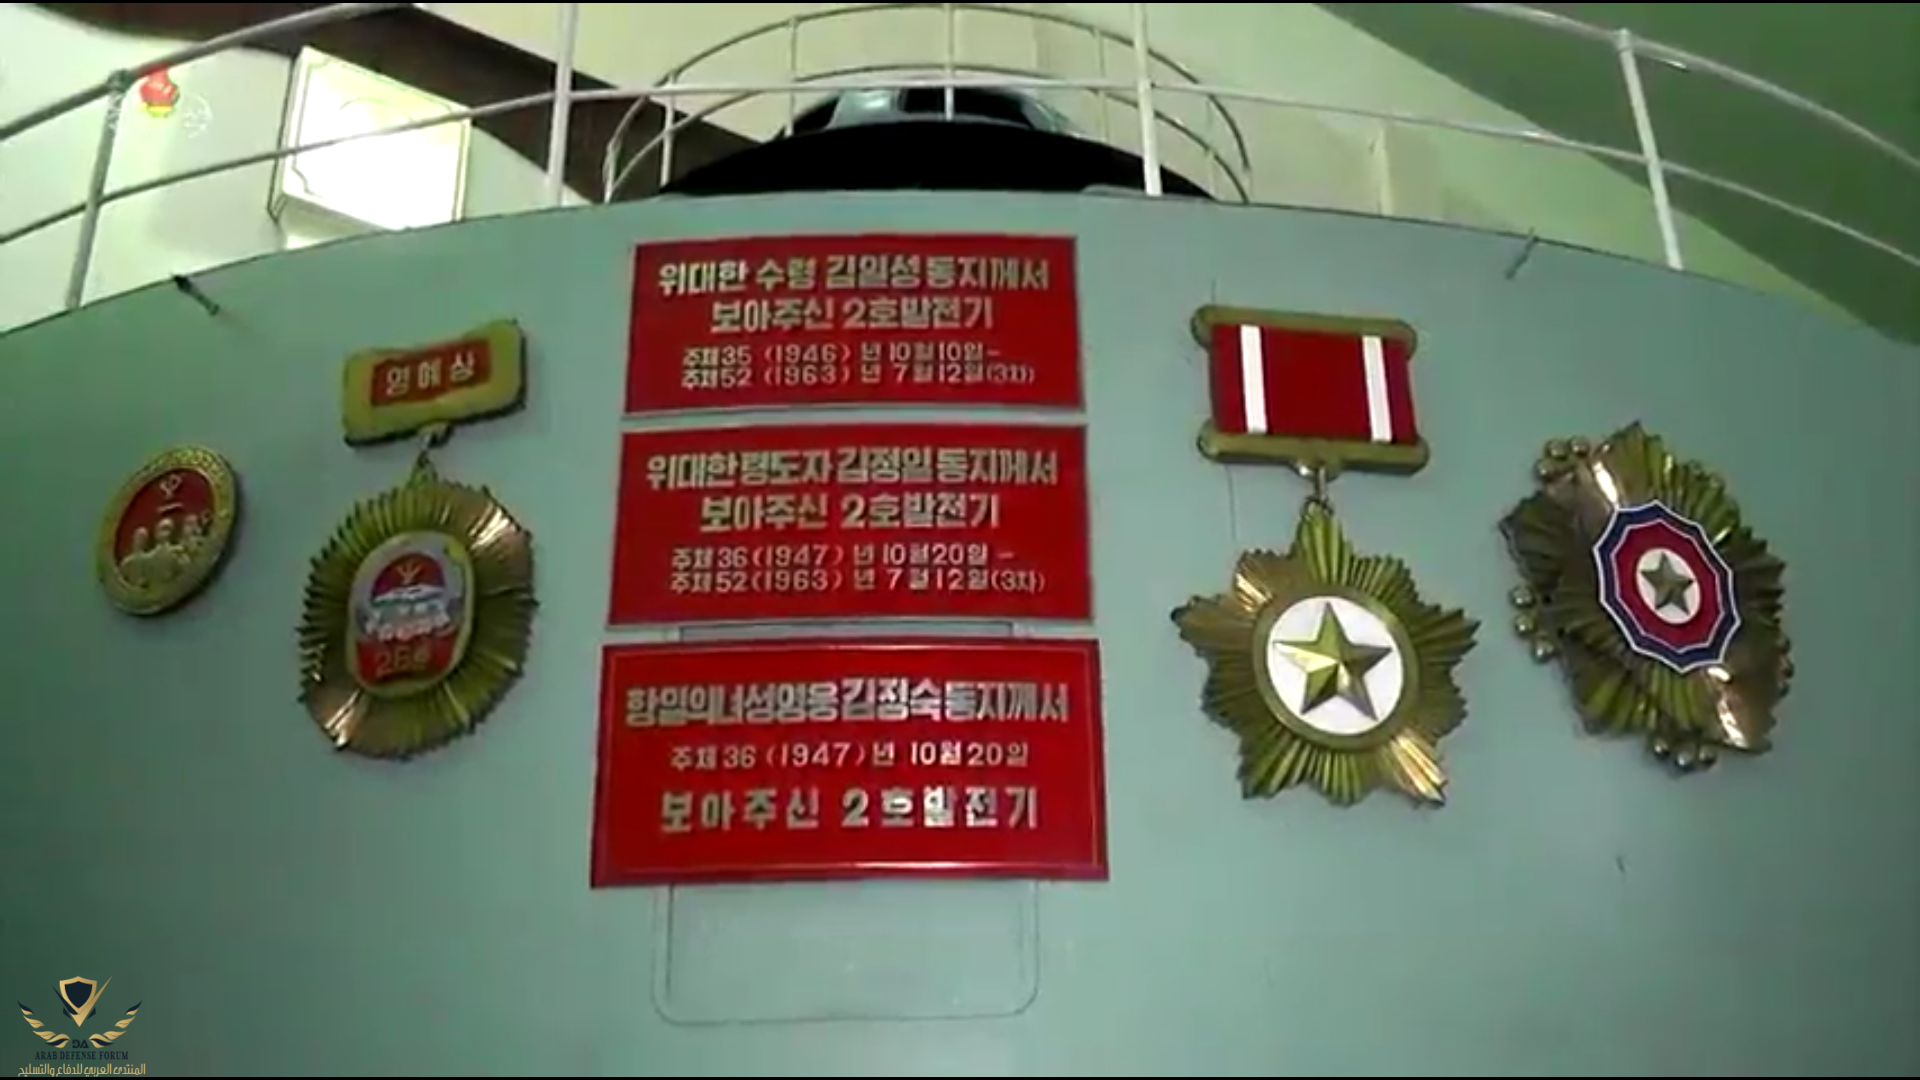 영예상
위대한 수령 김일성동지께서
보아주신 2호발전기
주체35 (1946) 년 10월10일-
주체52 (1963) 년 7월12일(3차)
위대한령도자 김정일동지께서
보아주신 2호발전기
주체36(1947) 년 10월20일 -
주체52(1963) 년 7월12일(3차)
항일의녀성영웅김정숙동지께서
주체36 (1947) 년 10월20일
보아주신 2호발전기
26호
DA
ARAB DEFENSE FORUM
المنتدى العربي للدفاع والتسليح